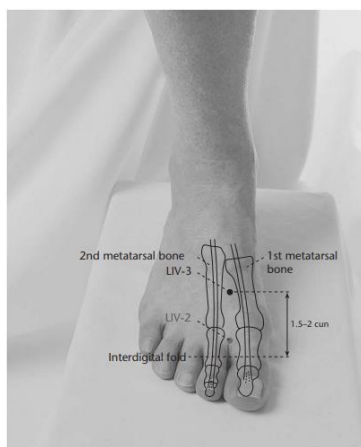 2nd metatarsal bone
1st metatarsal
bone
LIV-3
1.5–2 cun
LIV-2
Interdigital fold